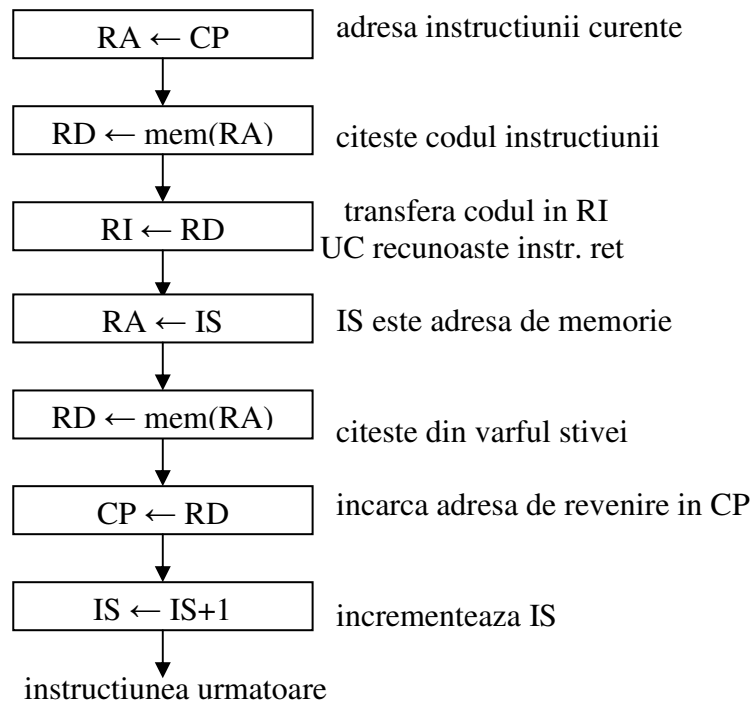 RA ← CP
adresa instructiunii curente
RD ← mem(RA)
citeste codul instructiunii
RI ← RD
transfera codul in RI
UC recunoaste instr. ret
RA ← IS
IS este adresa de memorie
RD ← mem(RA)
citeste din varful stivei
CP ← RD
incarca adresa de revenire in CP
IS ← IS+1
incrementeaza IS
instructiunea urmatoare